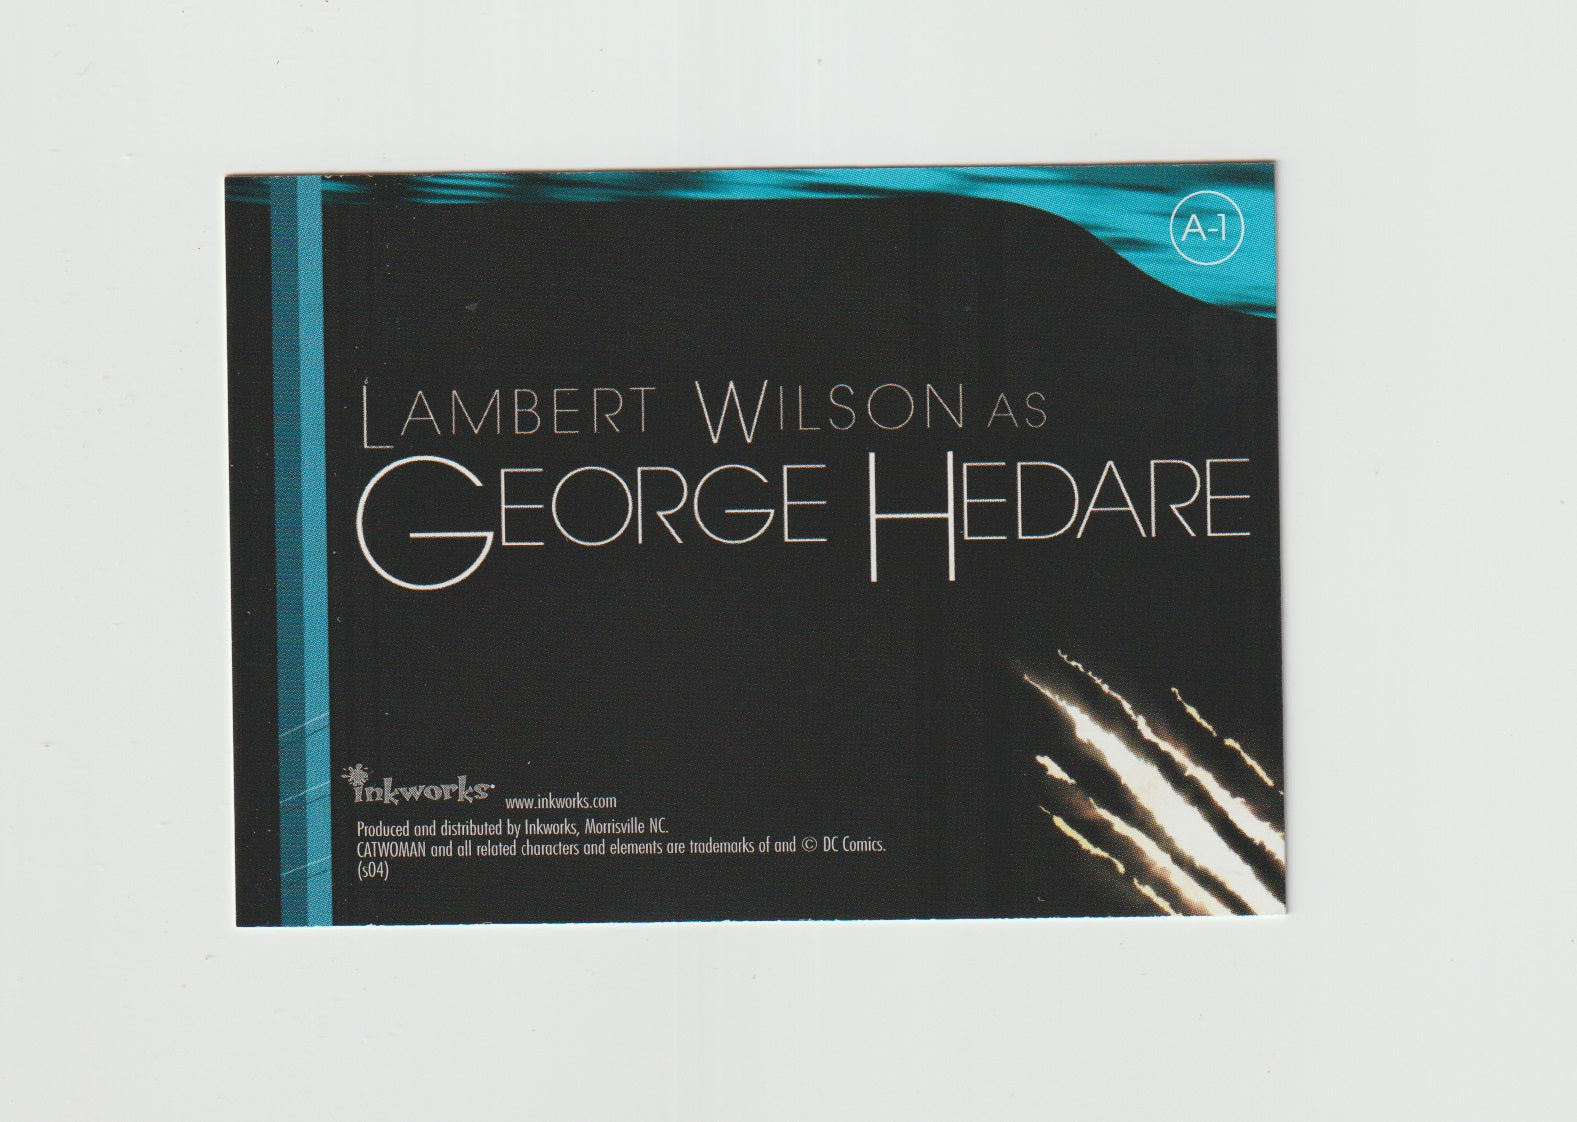 A-1
LAMBERT WILSON AS
GEORGE HEDARE
inkworks www.inkworks.com
Produced and distributed by Inkworks, Morrisville NC.
CATWOMAN and all related characters and elements are trademarks of and © DC Comics.
(s04)